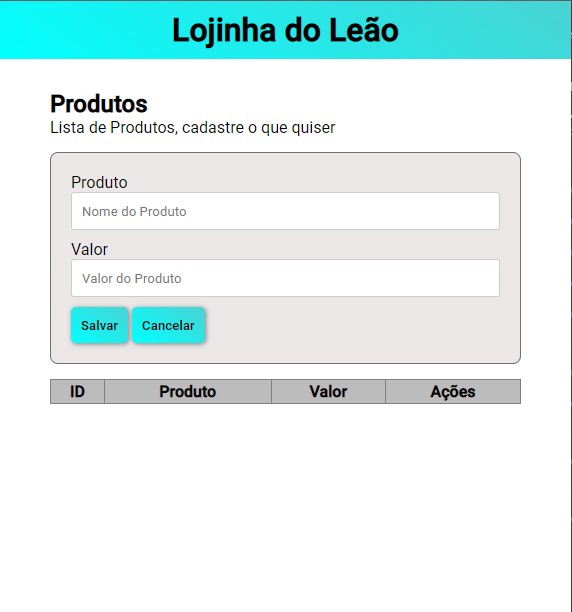 Lojinha do Leão
Produtos
Lista de Produtos, cadastre o que quiser
Produto
Nome do Produto
Valor
Valor do Produto
Salvar Cancelar
ID Produto Valor Ações